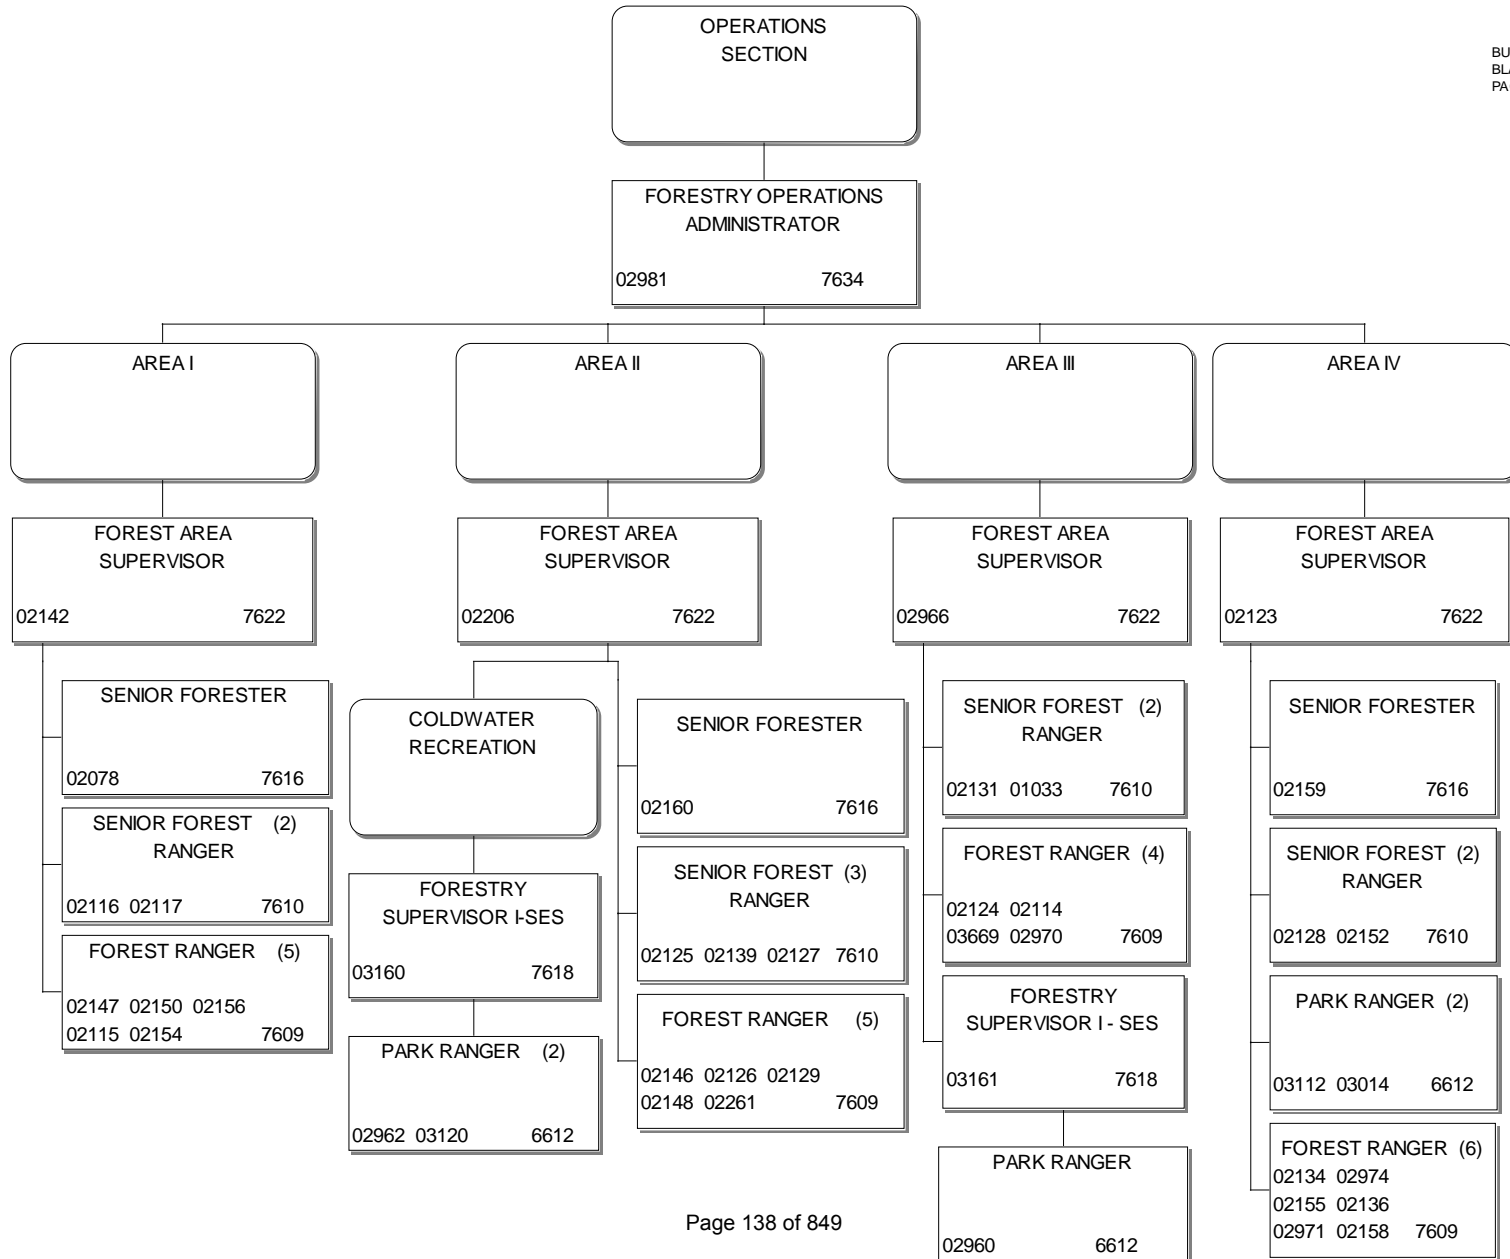 OPERATIONS
SECTION
FORESTRY OPERATIONS
ADMINISTRATOR
02981 7634
AREA I
FOREST AREA
SUPERVISOR
02142 7622
SENIOR FORESTER
02078 7616
SENIOR FOREST (2)
RANGER
02116 02117 7610
FOREST RANGER (5)
02147 02150 02156
02115 02154 7609
AREA II
FOREST AREA
SUPERVISOR
02206 7622
COLDWATER
RECREATION
FORESTRY
SUPERVISOR I-SES
03160 7618
PARK RANGER (2)
02962 03120 6612
SENIOR FORESTER
02160 7616
SENIOR FOREST (3)
RANGER
02125 02139 02127 7610
FOREST RANGER (5)
02146 02126 02129
02148 02261 7609
AREA III
FOREST AREA
SUPERVISOR
02966 7622
SENIOR FOREST (2)
RANGER
02131 01033 7610
FOREST RANGER (4)
02124 02114
03669 02970 7609
FORESTRY
SUPERVISOR I - SES
03161 7618
PARK RANGER
02960 6612
AREA IV
FOREST AREA
SUPERVISOR
02123 7622
SENIOR FORESTER
02159 7616
SENIOR FOREST (2)
RANGER
02128 02152 7610
PARK RANGER (2)
03112 03014 6612
FOREST RANGER (6)
02134 02974
02155 02136
02971 02158 7609
Page 138 of 849